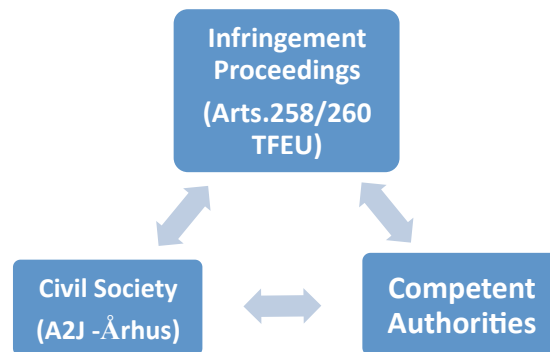 Infringement
Proceedings
(Arts.258/260
TFEU)
Civil Society
(A2J -Århus)
Competent
Authorities